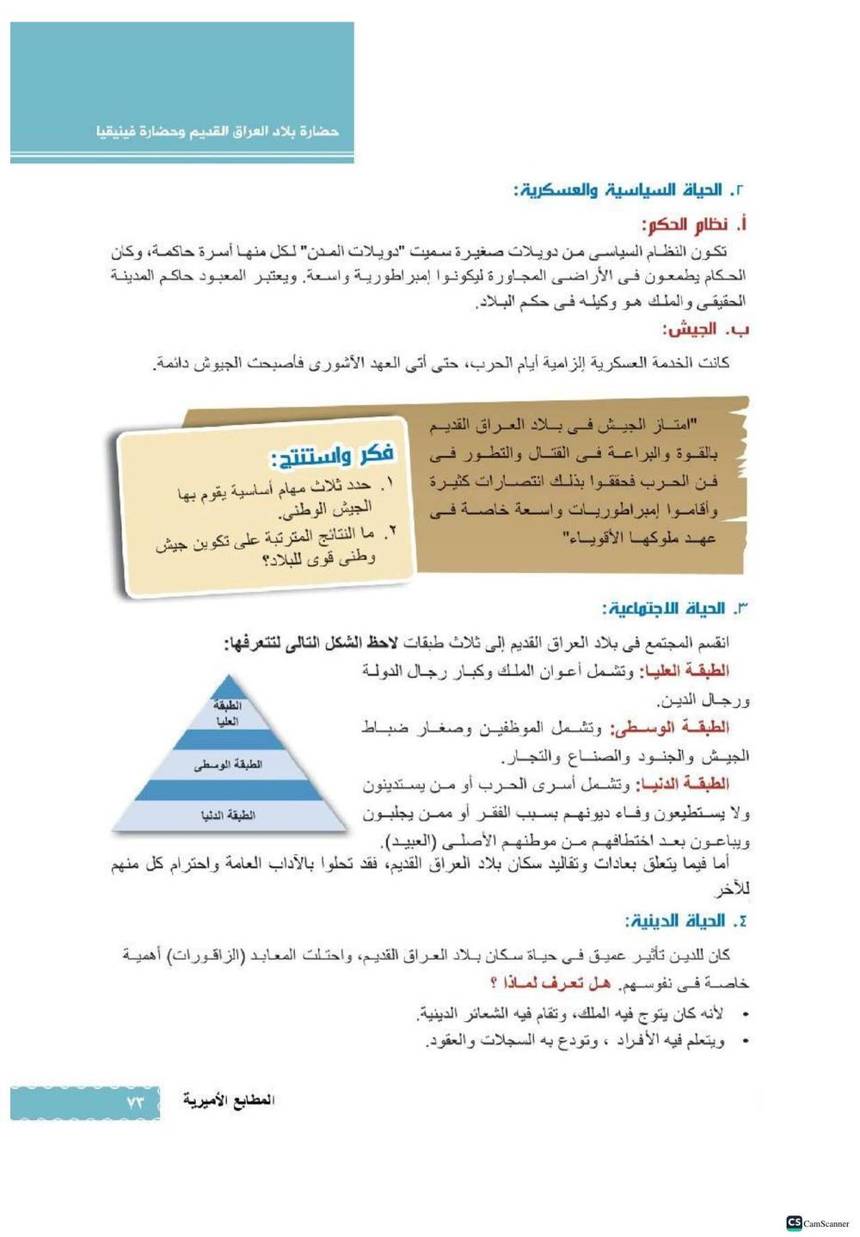 حضارة بلاد العراق القديم وحضارة فينيقيا
٢. الحياة السياسية والعسكرية:
أ. نظام الحكم:
تكون النظام السياسى من دويلات صغيرة سميت "دويلات المدن" لكل منها أسرة حاكمة، وكان
الحكام يطمعون فى الأراضى المجاورة ليكونوا إمبراطورية واسعة. ويعتبر المعبود حاكم المدينة
الحقيقى والملك هو وكيله فى حكم البلاد.
ب. الجيش:
كانت الخدمة العسكرية إلزامية أيام الحرب، حتى أتى العهد الآشورى فأصبحت الجيوش دائمة.
"امتاز الجيش فى بلاد العراق القديم
بالقوة والبراعة فى القتال والتطور فى
فن الحرب فحققوا بذلك انتصارات كثيرة
وأقاموا إمبراطوريات واسعة خاصة فى
عهد ملوكها الأقوياء"
فكر واستنتج:
١. حدد ثلاث مهام أساسية يقوم بها
الجيش الوطنى.
٢. ما النتائج المترتبة على تكوين جيش
وطنى قوى للبلاد؟
٣. الحياة الاجتماعية:
انقسم المجتمع فى بلاد العراق القديم إلى ثلاث طبقات لاحظ الشكل التالى لتتعرفها:
الطبقة العليا: وتشمل أعوان الملك وكبار رجال الدولة
ورجال الدين.
الطبقة الوسطى: وتشمل الموظفين وصغار ضباط
الجيش والجنود والصناع والتجار.
الطبقة الدنيا: وتشمل أسرى الحرب أو من يستدينون
ولا يستطيعون وفاء ديونهم بسبب الفقر أو ممن يجلبون
ويباعون بعد اختطافهم من موطنهم الأصلى (العبيد).
الطبقة
العليا
الطبقة الوسطى
الطبقة الدنيا
أما فيما يتعلق بعادات وتقاليد سكان بلاد العراق القديم، فقد تحلوا بالآداب العامة واحترام كل منهم
للآخر
٤. الحياة الدينية:
كان للدين تأثير عميق فى حياة سكان بلاد العراق القديم، واحتلت المعابد (الزاقورات) أهمية
خاصة فى نفوسهم. هل تعرف لماذا ؟
• لأنه كان يتوج فيه الملك، وتقام فيه الشعائر الدينية.
• ويتعلم فيه الأفراد ، وتودع به السجلات والعقود.
المطابع الأميرية
٧٣
CS CamScanner